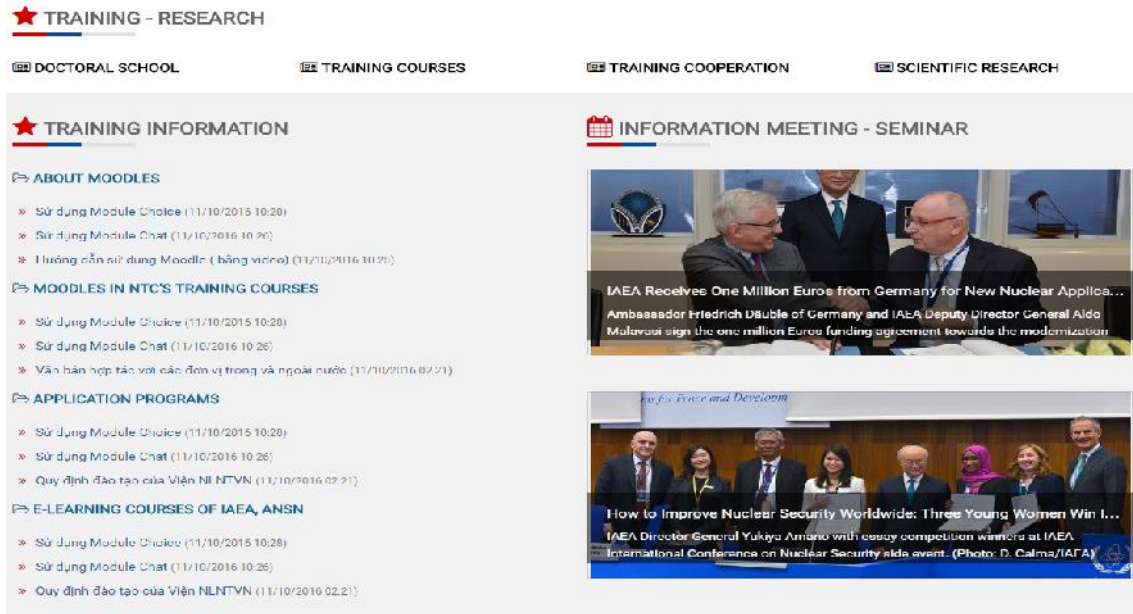 TRAINING - RESEARCH
DOCTORAL SCHOOL
TRAINING COURSES
TRAINING COOPERATION
SCIENTIFIC RESEARCH
TRAINING INFORMATION
ABOUT MOODLES
» Sử dụng Module Choice (11/10/2016 10:28)
» Sử dụng Module Chat (11/10/2016 10:26)
» Hướng dẫn sử dụng Moodle ( bằng video) (11/10/2016 10:25)
MOODLES IN NTC'S TRAINING COURSES
» Sử dụng Module Choice (11/10/2016 10:28)
» Sử dụng Module Chat (11/10/2016 10:26)
» Văn bản hợp tác với các đơn vị trong và ngoài nước (11/10/2016 02:21)
APPLICATION PROGRAMS
» Sử dụng Module Choice (11/10/2016 10:28)
» Sử dụng Module Chat (11/10/2016 10:26)
» Quy định đào tạo của Viện NLNTVN (11/10/2016 02:21)
E-LEARNING COURSES OF IAEA, ANSN
» Sử dụng Module Choice (11/10/2016 10:28)
» Sử dụng Module Chat (11/10/2016 10:26)
» Quy định đào tạo của Viện NLNTVN (11/10/2016 02:21)
INFORMATION MEETING - SEMINAR
IAEA Receives One Million Euros from Germany for New Nuclear Applica...
Ambassador Friedrich Däuble of Germany and IAEA Deputy Director General Aldo
Malavasi sign the one million Euros funding agreement towards the modernization
for Peace and Developm
How to Improve Nuclear Security Worldwide: Three Young Women Win I...
IAEA Director General Yukiya Amano with essay competition winners at IAEA
International Conference on Nuclear Security side event. (Photo: D. Calma/IAEA)